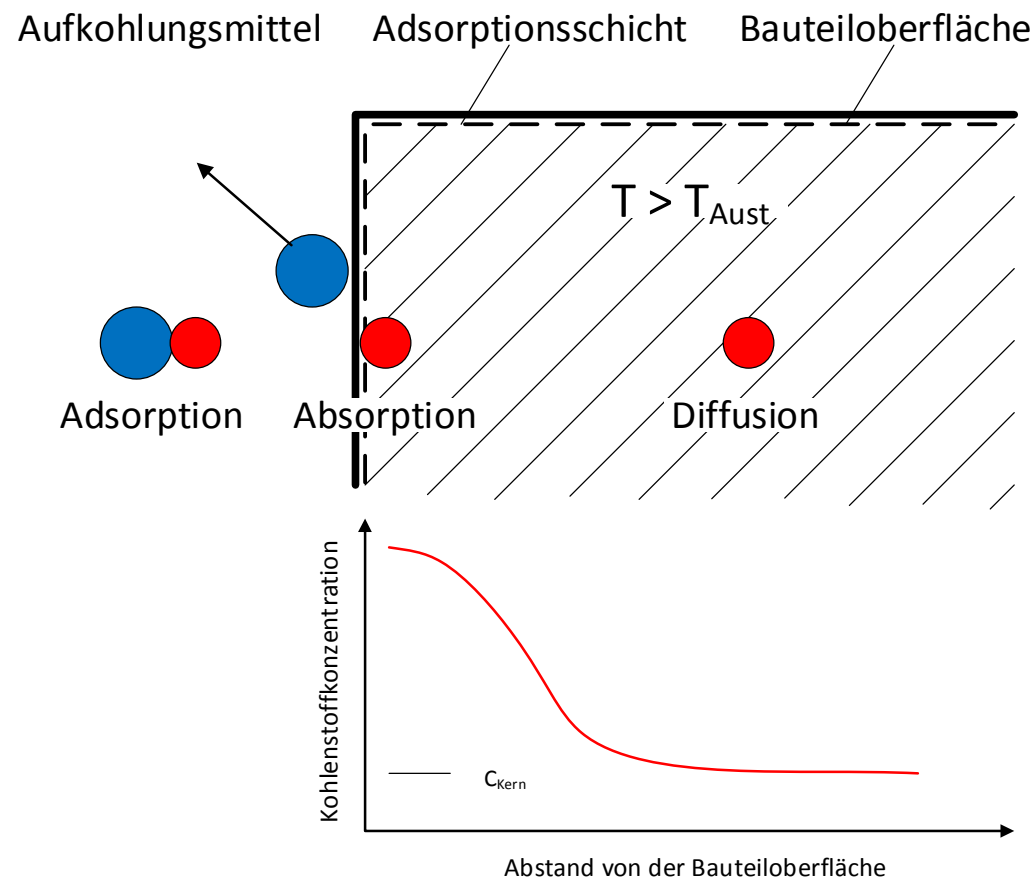 Aufkohlungsmittel
Adsorptionsschicht
Bauteiloberfläche
T > TAust
Adsorption
Absorption
Diffusion
Kohlenstoffkonzentration
CKern
Abstand von der Bauteiloberfläche